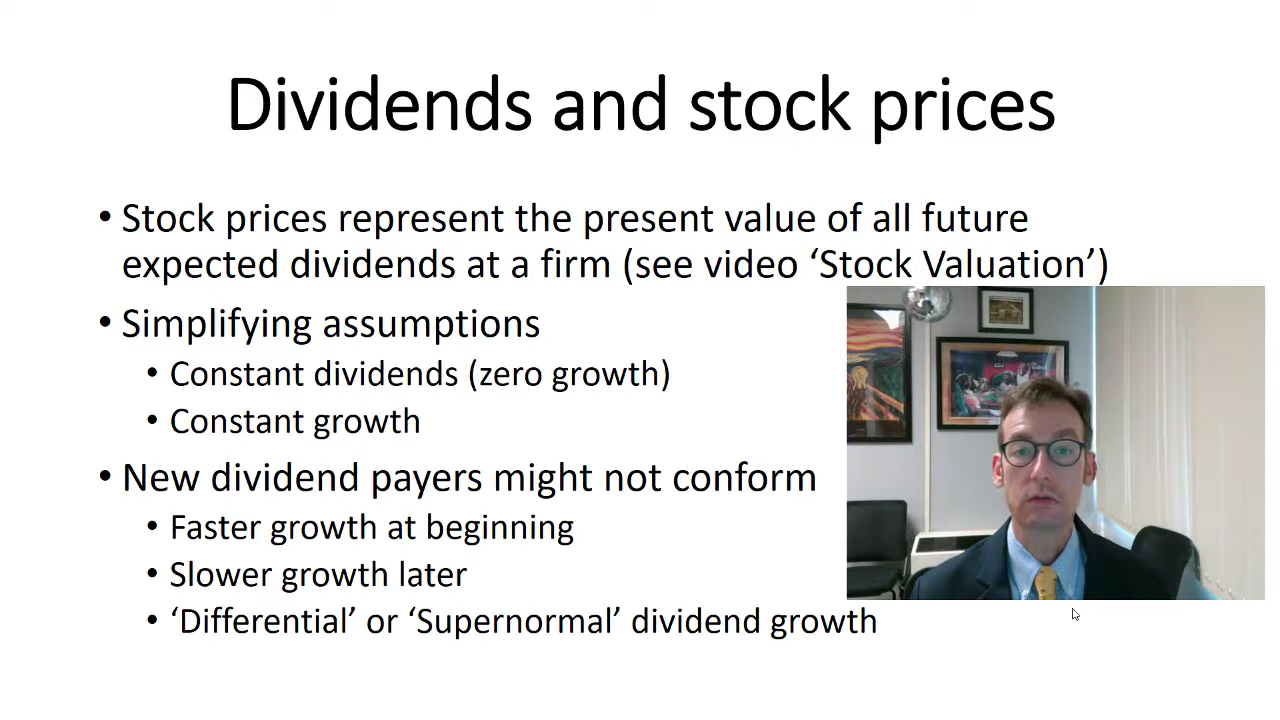 Dividends and stock prices
• Stock prices represent the present value of all future
expected dividends at a firm (see video ‘Stock Valuation’)
• Simplifying assumptions
• Constant dividends (zero growth)
• Constant growth
• New dividend payers might not conform
• Faster growth at beginning
• Slower growth later
• ‘Differential’ or ‘Supernormal’ dividend growth